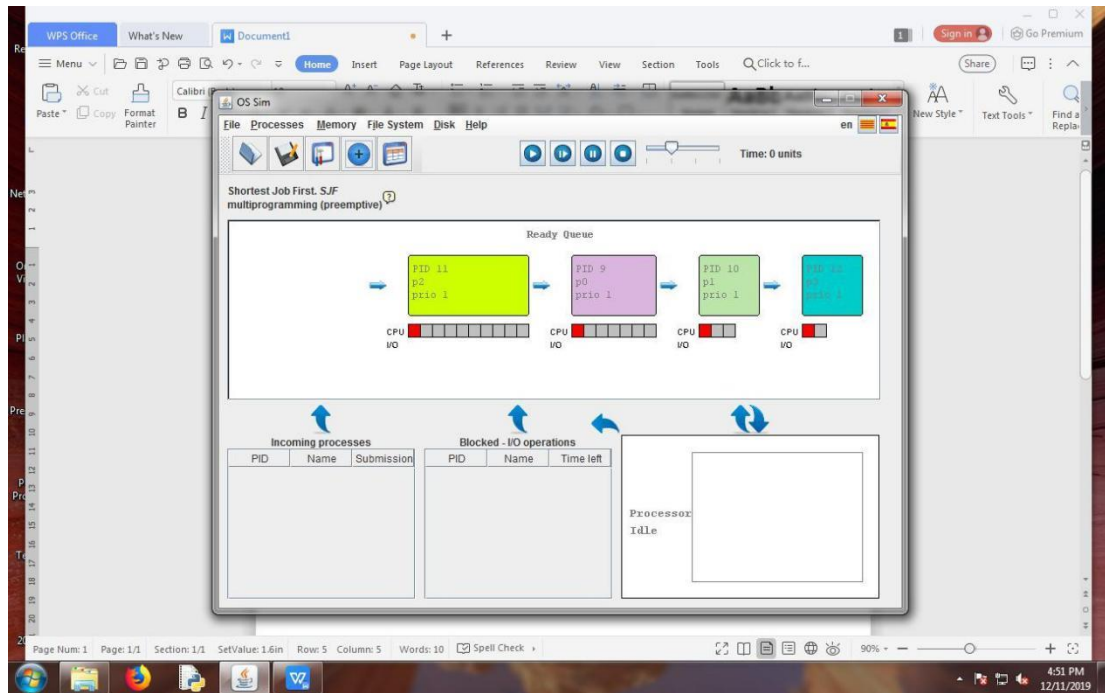 WPS Office What's New Document1 + 1 Sign in Go Premium
Menu Home Insert Page Layout References Review View Section Tools Click to f... Share
Paste Cut Copy Format Painter Calibri B I New Style Text Tools Find a Repla
OS Sim
File Processes Memory File System Disk Help en
Time: 0 units
Shortest Job First. SJF
multiprogramming (preemptive)
Ready Queue
PID 11 PID 9 PID 10
p2 p0 p1
prio 1 prio 1 prio 1
CPU CPU CPU CPU
I/O I/O I/O I/O
Incoming processes Blocked - I/O operations
PID Name Submission PID Name Time left
Processor
Idle
Page Num: 1 Page: 1/1 Section: 1/1 SetValue: 1.6in Row: 5 Column: 5 Words: 10 Spell Check 90%
4:51 PM
12/11/2019